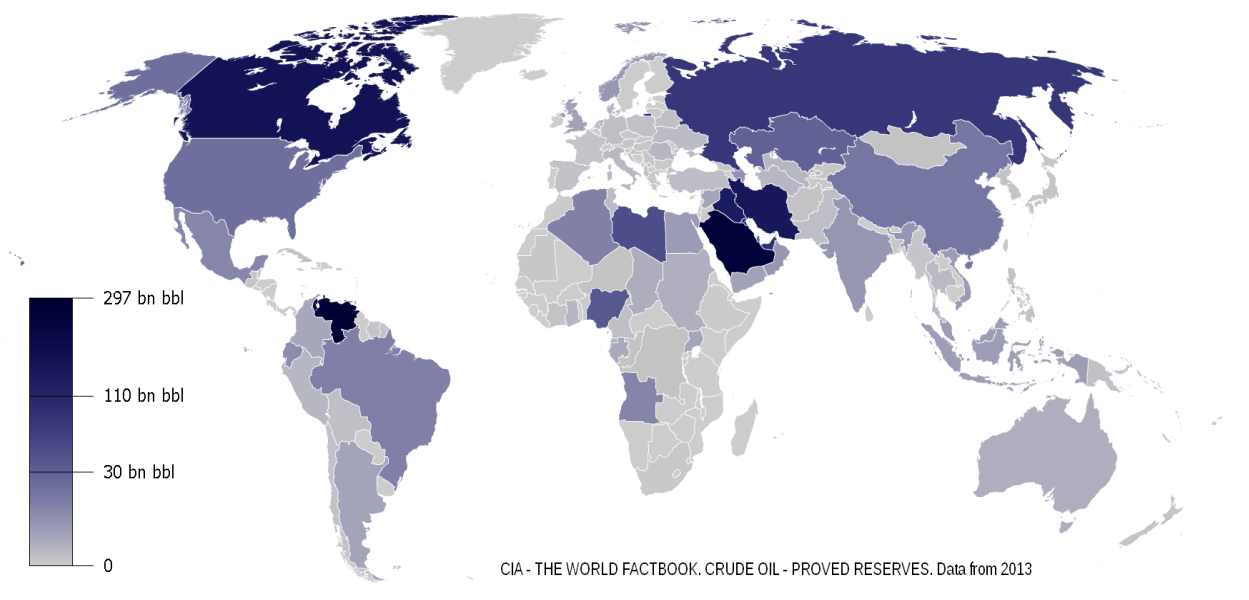 297 bn bbl
110 bn bbl
30 bn bbl
0
CIA - THE WORLD FACTBOOK. CRUDE OIL - PROVED RESERVES. Data from 2013